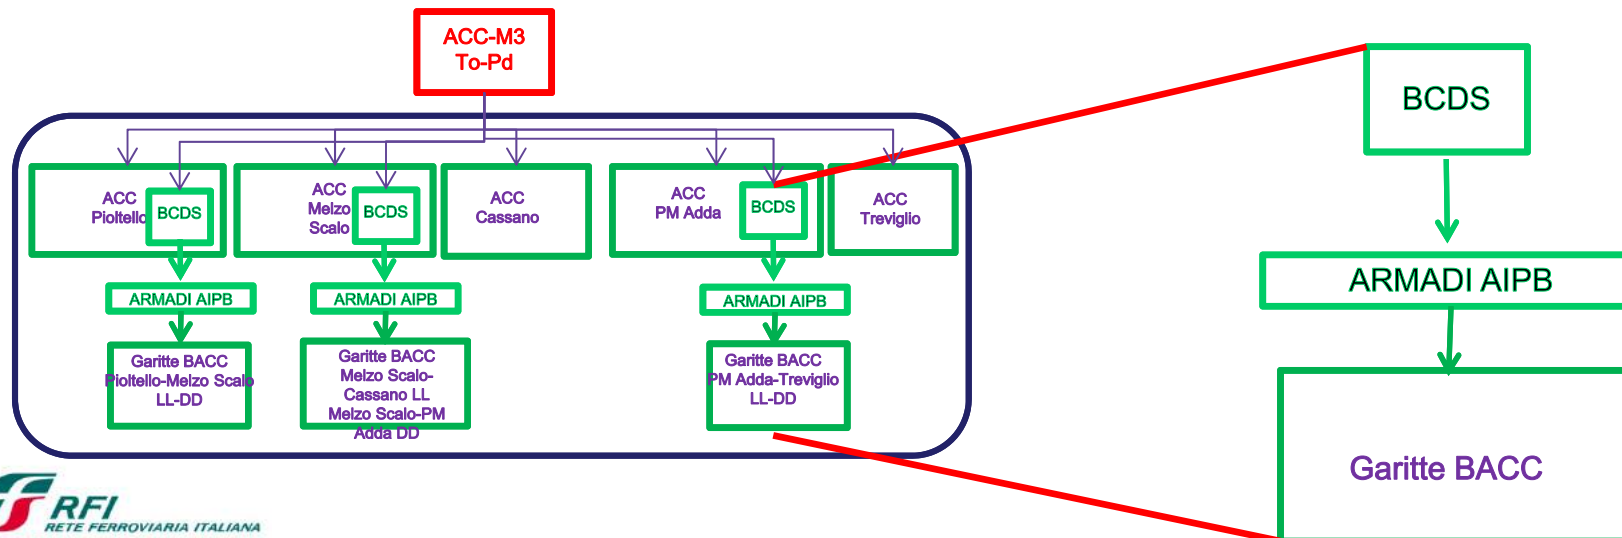 ACC-M3
To-Pd
ACC
Pioltello
BCDS
ACC
Melzo
Scalo
BCDS
ACC
Cassano
ACC
PM Adda
BCDS
ACC
Treviglio
ARMADI AIPB
ARMADI AIPB
ARMADI AIPB
Garitte BACC
Pioltello-Melzo Scalo
LL-DD
Garitte BACC
Melzo Scalo-
Cassano LL
Melzo Scalo-PM
Adda DD
Garitte BACC
PM Adda-Treviglio
LL-DD
BCDS
ARMADI AIPB
Garitte BACC
RFI
RETE FERROVIARIA ITALIANA